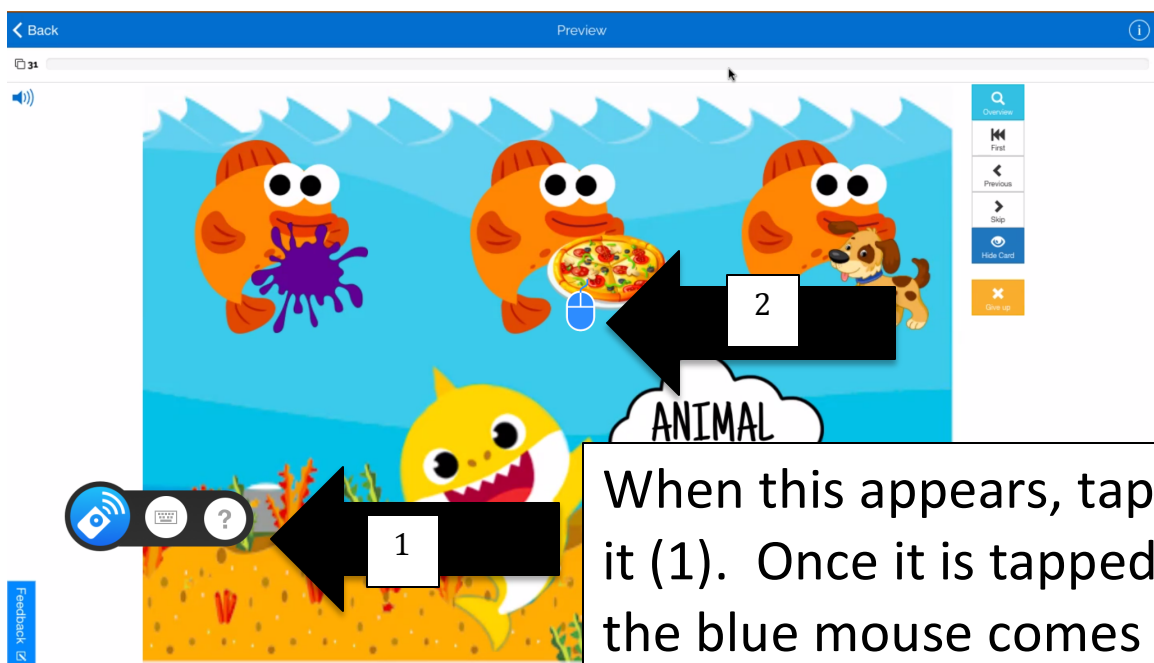 Back
Preview
i
31
Overview
First
Previous
Skip
Hide Card
Give up
2
ANIMAL
1
?
When this appears, tap
it (1).  Once it is tapped
the blue mouse comes
Feedback